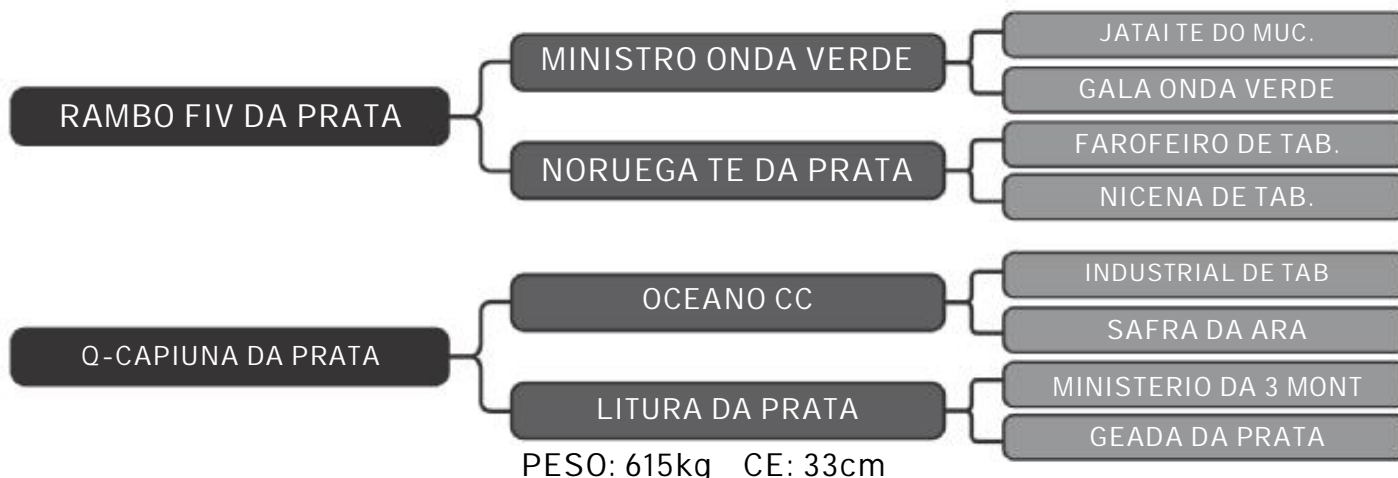 JATAI TE DO MUC.
MINISTRO ONDA VERDE
GALA ONDA VERDE
RAMBO FIV DA PRATA
FAROFEIRO DE TAB.
NORUEGA TE DA PRATA
NICENA DE TAB.
INDUSTRIAL DE TAB
OCEANO CC
SAFRA DA ARA
Q-CAPIUNA DA PRATA
MINISTERIO DA 3 MONT
LITURA DA PRATA
GEADA DA PRATA
PESO: 615kg CE: 33cm